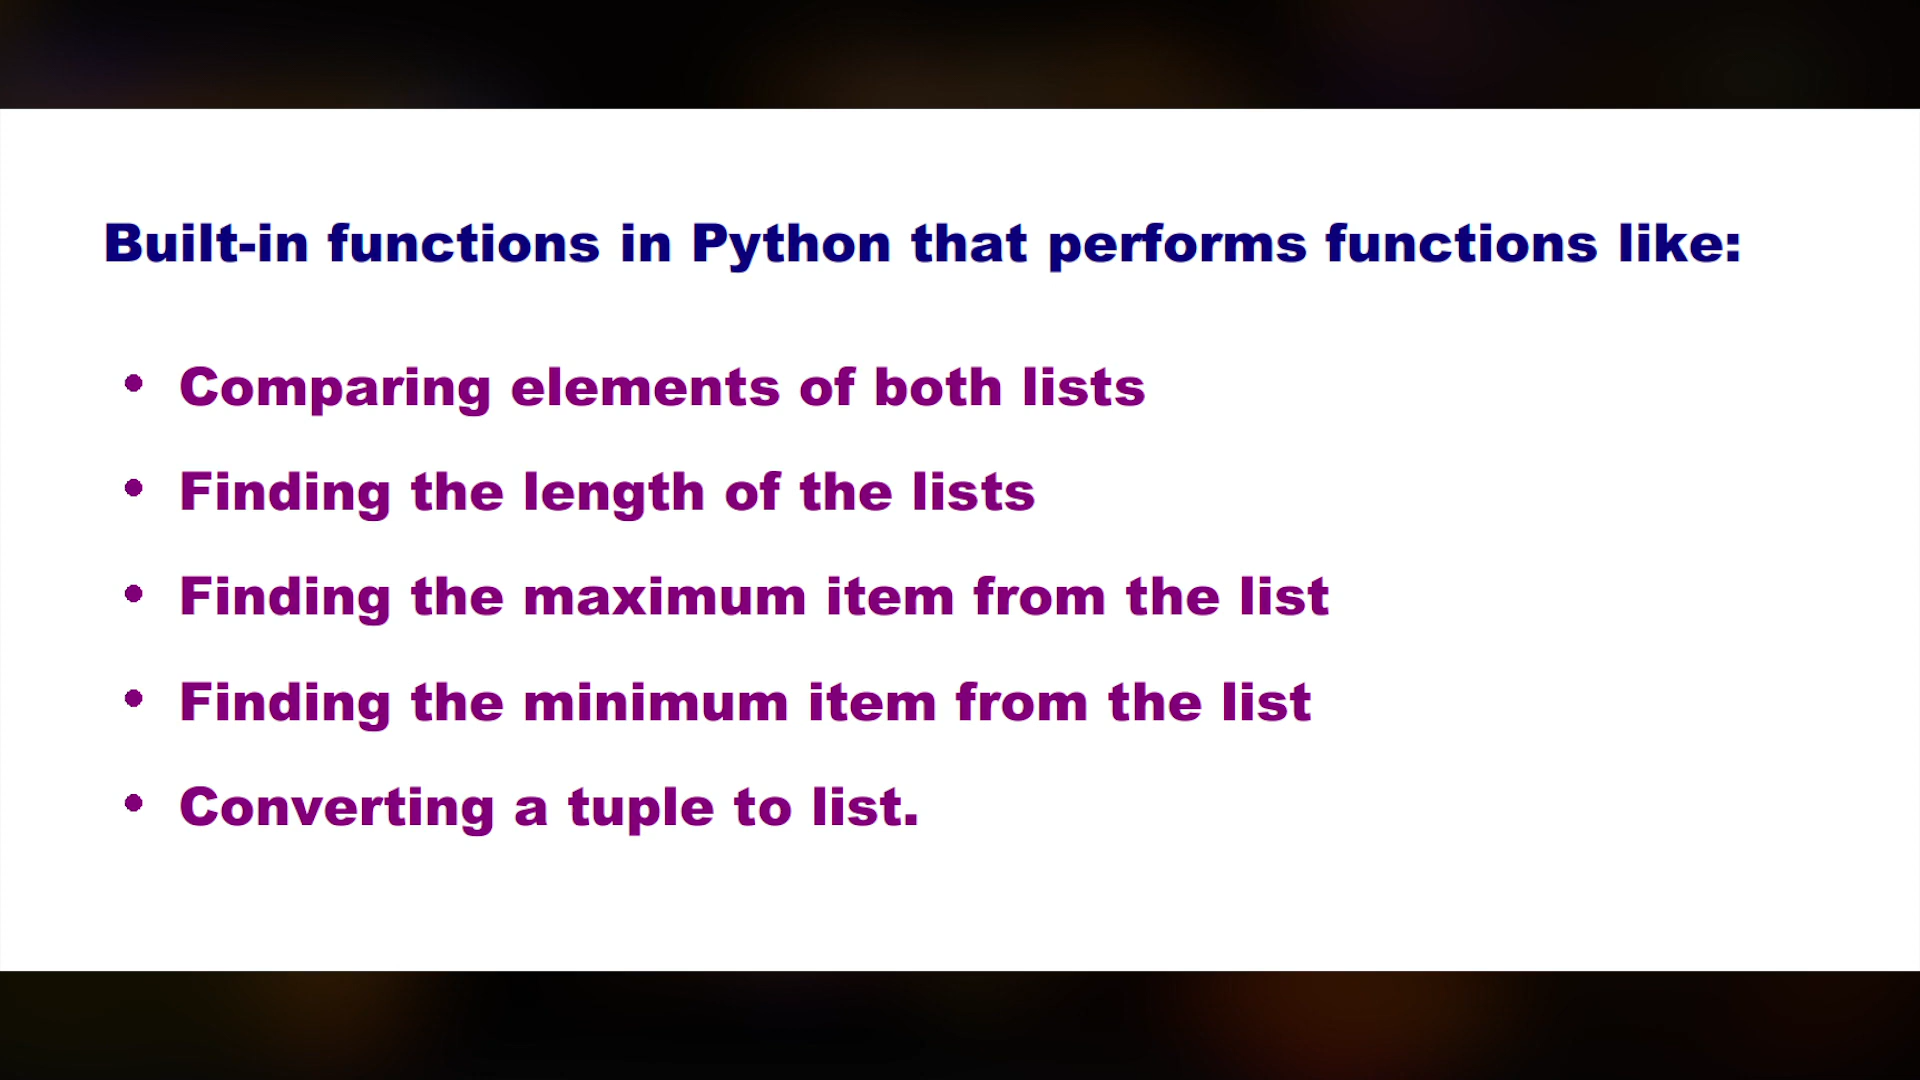 Built-in functions in Python that performs functions like:
• Comparing elements of both lists
• Finding the length of the lists
• Finding the maximum item from the list
• Finding the minimum item from the list
• Converting a tuple to list.